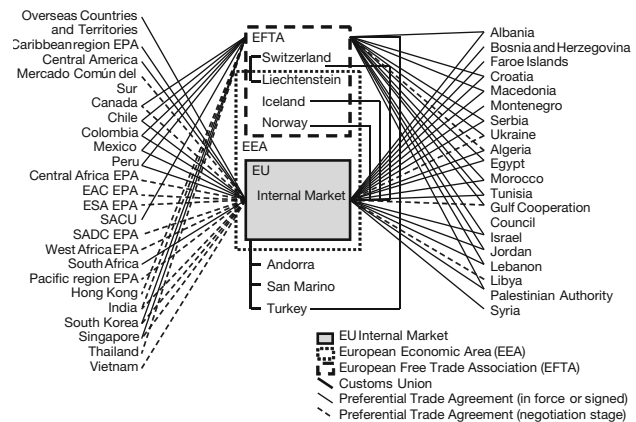 Overseas Countries
and Territories
Caribbeanregion EPA
Central America
Mercado Común del
Sur
Canada
Chile
Colombia
Mexico
Peru
Central Africa EPA
EAC EPA
ESA EPA
SACU
SADC EPA
West Africa EPA
South Africa
Pacific region EPA
Hong Kong
India
South Korea
Singapore
Thailand
Vietnam
EFTA
Switzerland
Liechtenstein
Iceland
Norway
EEA
EU
Internal Market
Andorra
San Marino
Turkey
Albania
Bosnia and Herzegovina
Faroe Islands
Croatia
Macedonia
Montenegro
Serbia
Ukraine
Algeria
Egypt
Morocco
Tunisia
Gulf Cooperation
Council
Israel
Jordan
Lebanon
Libya
Palestinian Authority
Syria
EU Internal Market
European Economic Area (EEA)
European Free Trade Association (EFTA)
Customs Union
Preferential Trade Agreement (in force or signed)
Preferential Trade Agreement (negotiation stage)